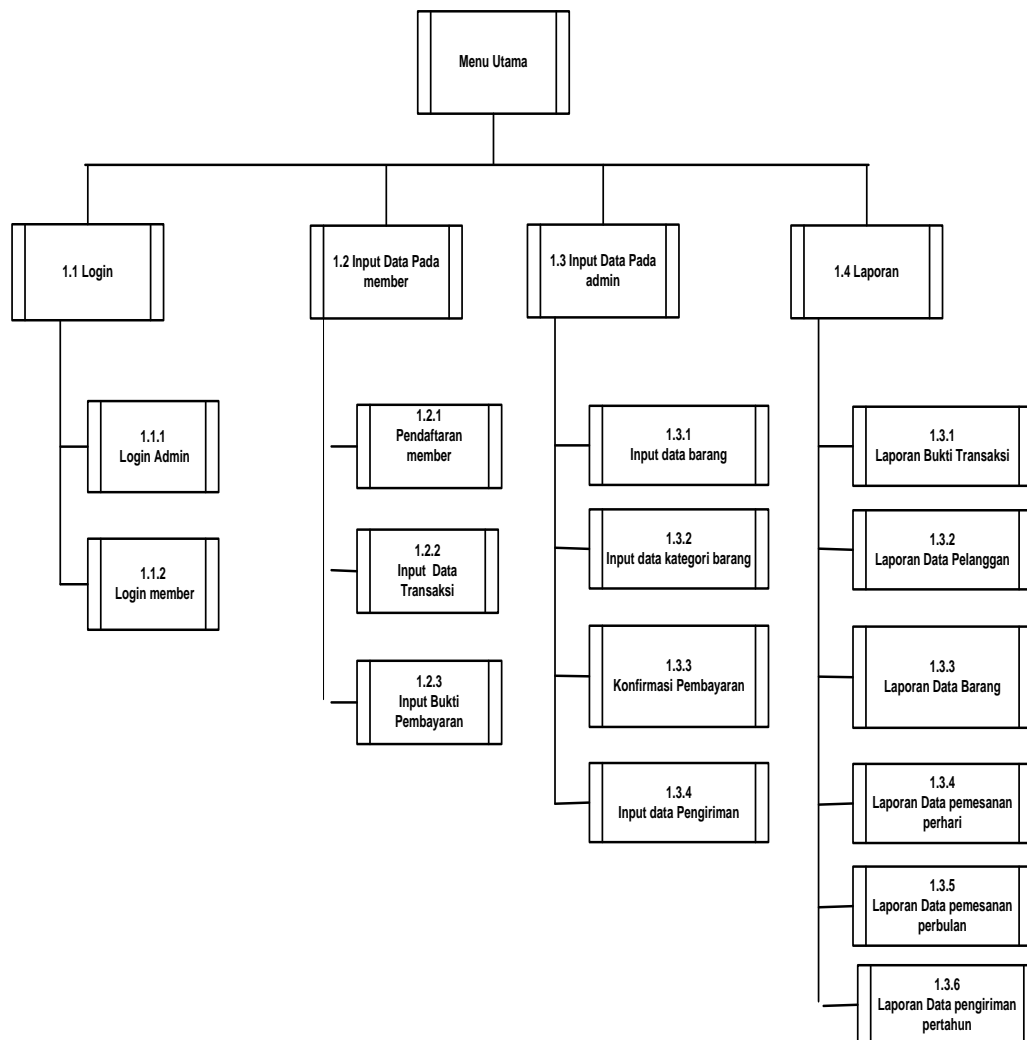 Menu Utama
1.1 Login
1.2 Input Data Pada
member
1.3 Input Data Pada
admin
1.4 Laporan
1.1.1
Login Admin
1.1.2
Login member
1.2.1
Pendaftaran
member
1.2.2
Input Data
Transaksi
1.2.3
Input Bukti
Pembayaran
1.3.1
Input data barang
1.3.2
Input data kategori barang
1.3.3
Konfirmasi Pembayaran
1.3.4
Input data Pengiriman
1.3.1
Laporan Bukti Transaksi
1.3.2
Laporan Data Pelanggan
1.3.3
Laporan Data Barang
1.3.4
Laporan Data pemesanan
perhari
1.3.5
Laporan Data pemesanan
perbulan
1.3.6
Laporan Data pengiriman
pertahun